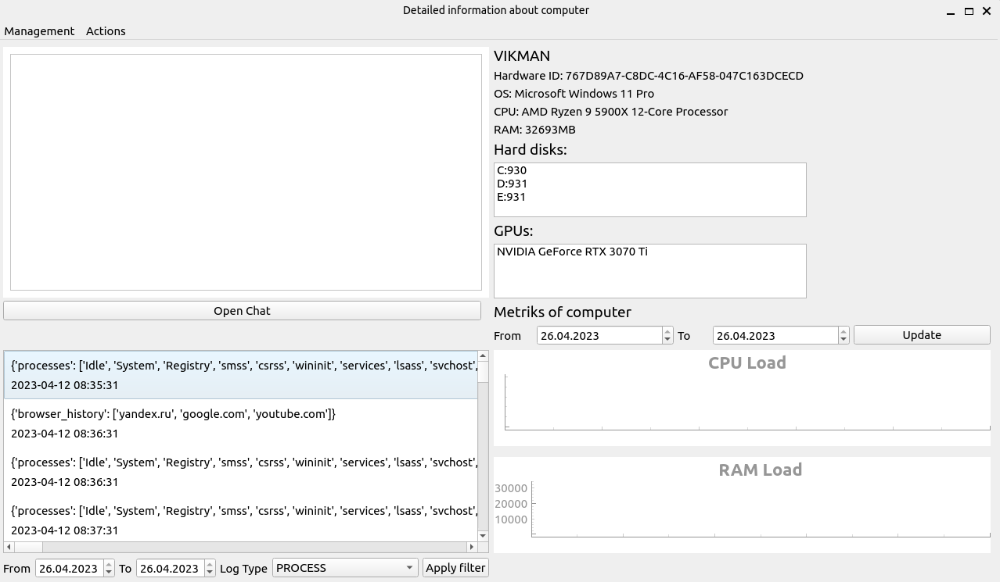 Detailed information about computer
Management Actions
VIKMAN
Hardware ID: 767D89A7-C8DC-4C16-AF58-047C163DCECD
OS: Microsoft Windows 11 Pro
CPU: AMD Ryzen 9 5900X 12-Core Processor
RAM: 32693MB
Hard disks:
C:930
D:931
E:931
GPUs:
NVIDIA GeForce RTX 3070 Ti
Open Chat
Metriks of computer
From 26.04.2023 To 26.04.2023 Update
{'processes': ['Idle', 'System', 'Registry', 'smss', 'csrss', 'wininit', 'services', 'lsass', 'svchost',
2023-04-12 08:35:31
{'browser_history': ['yandex.ru', 'google.com', 'youtube.com']}
2023-04-12 08:36:31
{'processes': ['Idle', 'System', 'Registry', 'smss', 'csrss', 'wininit', 'services', 'lsass', 'svchost',
2023-04-12 08:36:31
{'processes': ['Idle', 'System', 'Registry', 'smss', 'csrss', 'wininit', 'services', 'lsass', 'svchost',
2023-04-12 08:37:31
From 26.04.2023 To 26.04.2023 Log Type PROCESS Apply filter
CPU Load
RAM Load
30000
20000
10000